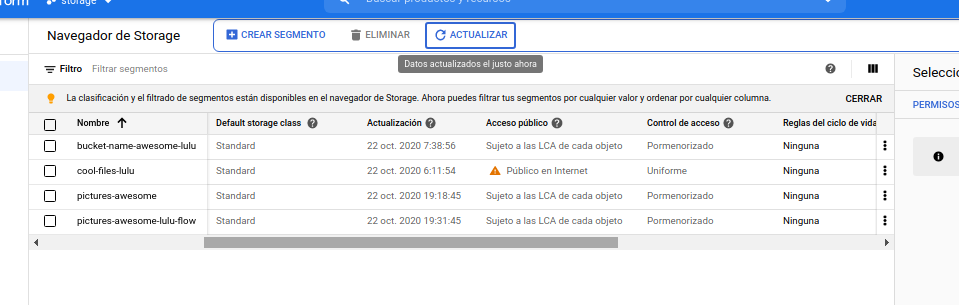 storage
Buscar productos y recursos
Navegador de Storage
CREAR SEGMENTO
ELIMINAR
ACTUALIZAR
Datos actualizados el justo ahora
Filtro Filtrar segmentos
La clasificación y el filtrado de segmentos están disponibles en el navegador de Storage. Ahora puedes filtrar tus segmentos por cualquier valor y ordenar por cualquier columna.
CERRAR
Nombre Default storage class Actualización Acceso público Control de acceso Reglas del ciclo de vida
bucket-name-awesome-lulu Standard 22 oct. 2020 7:38:56 Sujeto a las LCA de cada objeto Pormenorizado Ninguna
cool-files-lulu Standard 22 oct. 2020 6:11:54 Público en Internet Uniforme Ninguna
pictures-awesome Standard 22 oct. 2020 19:18:45 Sujeto a las LCA de cada objeto Pormenorizado Ninguna
pictures-awesome-lulu-flow Standard 22 oct. 2020 19:31:45 Sujeto a las LCA de cada objeto Pormenorizado Ninguna
Selecci
PERMISOS